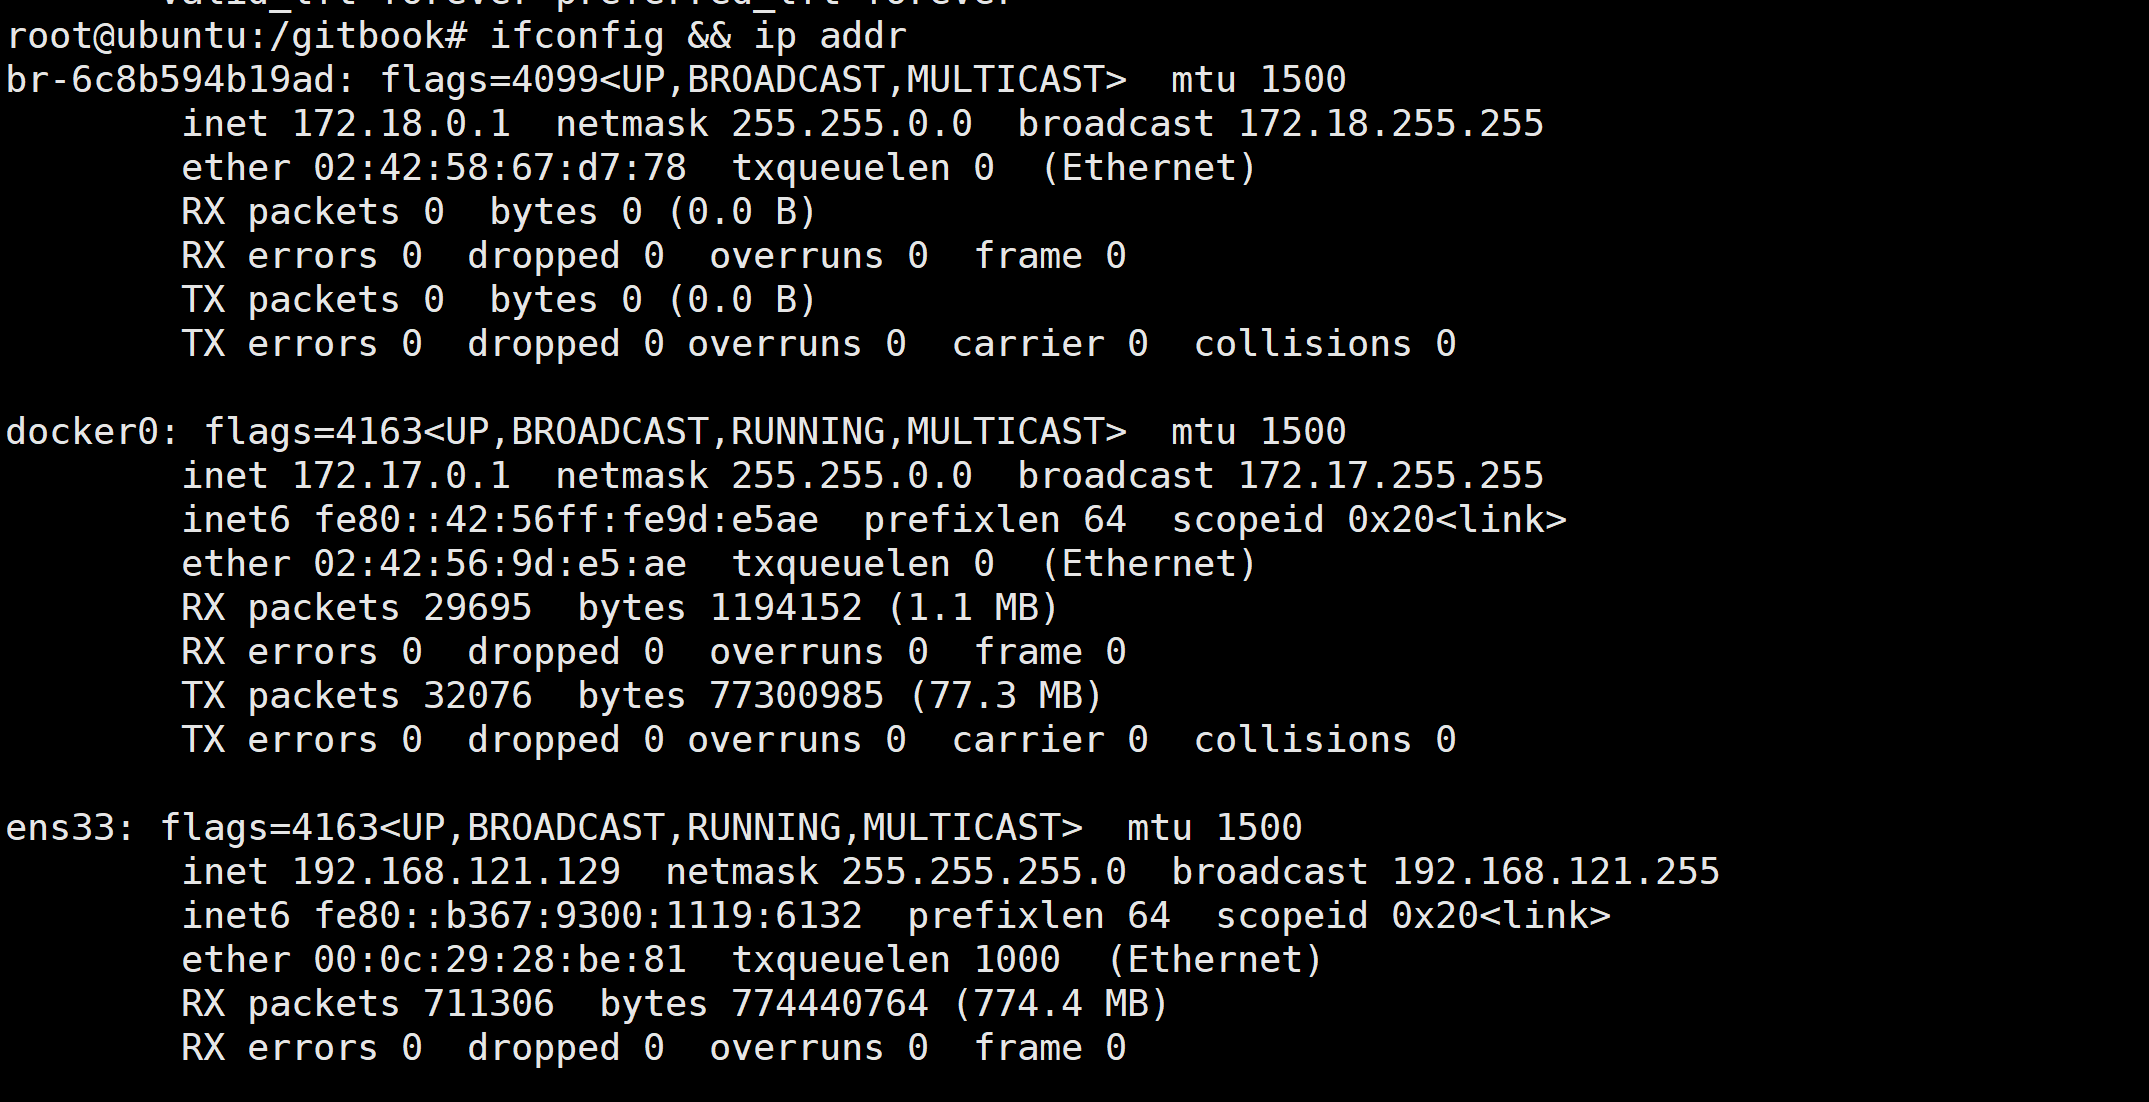 valid_lft forever preferred_lft forever
root@ubuntu:/gitbook# ifconfig && ip addr
br-6c8b594b19ad: flags=4099<UP,BROADCAST,MULTICAST>  mtu 1500
        inet 172.18.0.1  netmask 255.255.0.0  broadcast 172.18.255.255
        ether 02:42:58:67:d7:78  txqueuelen 0  (Ethernet)
        RX packets 0  bytes 0 (0.0 B)
        RX errors 0  dropped 0  overruns 0  frame 0
        TX packets 0  bytes 0 (0.0 B)
        TX errors 0  dropped 0 overruns 0  carrier 0  collisions 0

docker0: flags=4163<UP,BROADCAST,RUNNING,MULTICAST>  mtu 1500
        inet 172.17.0.1  netmask 255.255.0.0  broadcast 172.17.255.255
        inet6 fe80::42:56ff:fe9d:e5ae  prefixlen 64  scopeid 0x20<link>
        ether 02:42:56:9d:e5:ae  txqueuelen 0  (Ethernet)
        RX packets 29695  bytes 1194152 (1.1 MB)
        RX errors 0  dropped 0  overruns 0  frame 0
        TX packets 32076  bytes 77300985 (77.3 MB)
        TX errors 0  dropped 0 overruns 0  carrier 0  collisions 0

ens33: flags=4163<UP,BROADCAST,RUNNING,MULTICAST>  mtu 1500
        inet 192.168.121.129  netmask 255.255.255.0  broadcast 192.168.121.255
        inet6 fe80::b367:9300:1119:6132  prefixlen 64  scopeid 0x20<link>
        ether 00:0c:29:28:be:81  txqueuelen 1000  (Ethernet)
        RX packets 711306  bytes 774440764 (774.4 MB)
        RX errors 0  dropped 0  overruns 0  frame 0